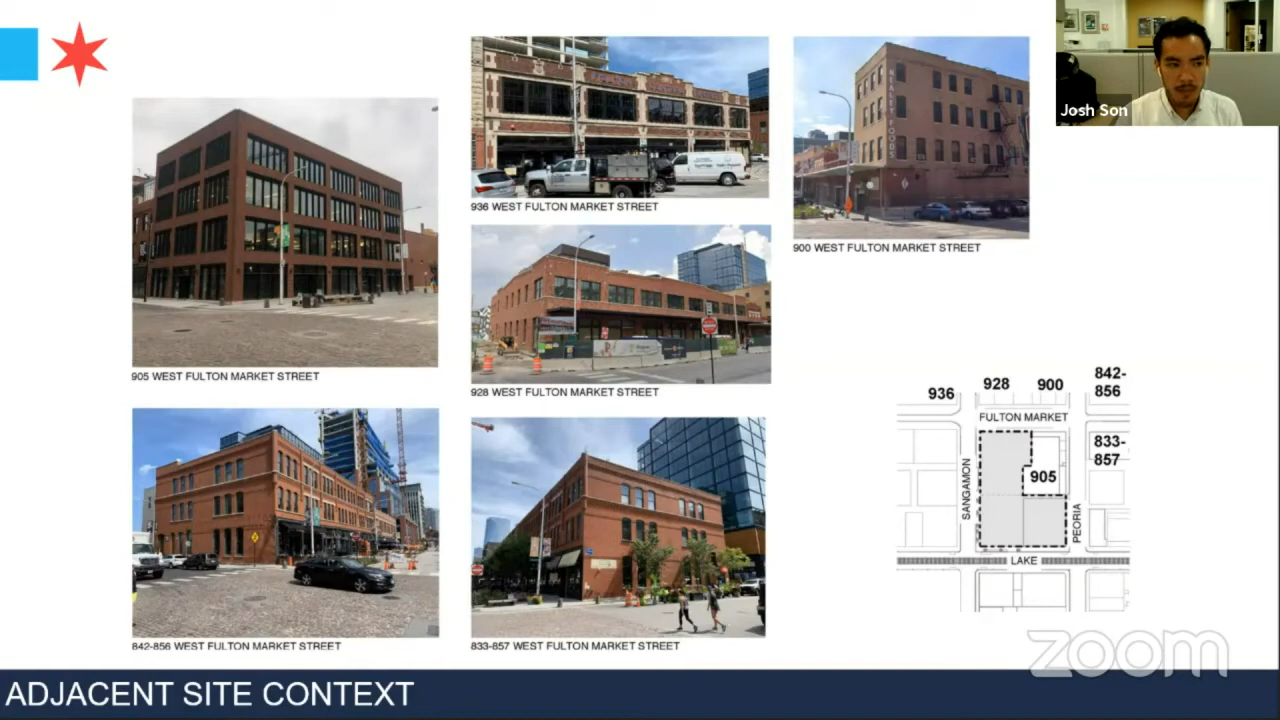 Josh Son
REALTY FOODS
936 WEST FULTON MARKET STREET
900 WEST FULTON MARKET STREET
905 WEST FULTON MARKET STREET
928 WEST FULTON MARKET STREET
842-856 WEST FULTON MARKET STREET
833-857 WEST FULTON MARKET STREET
936
928
900
842-
856
FULTON MARKET
833-
857
905
SANGAMON
PEORIA
LAKE
zoom
ADJACENT SITE CONTEXT